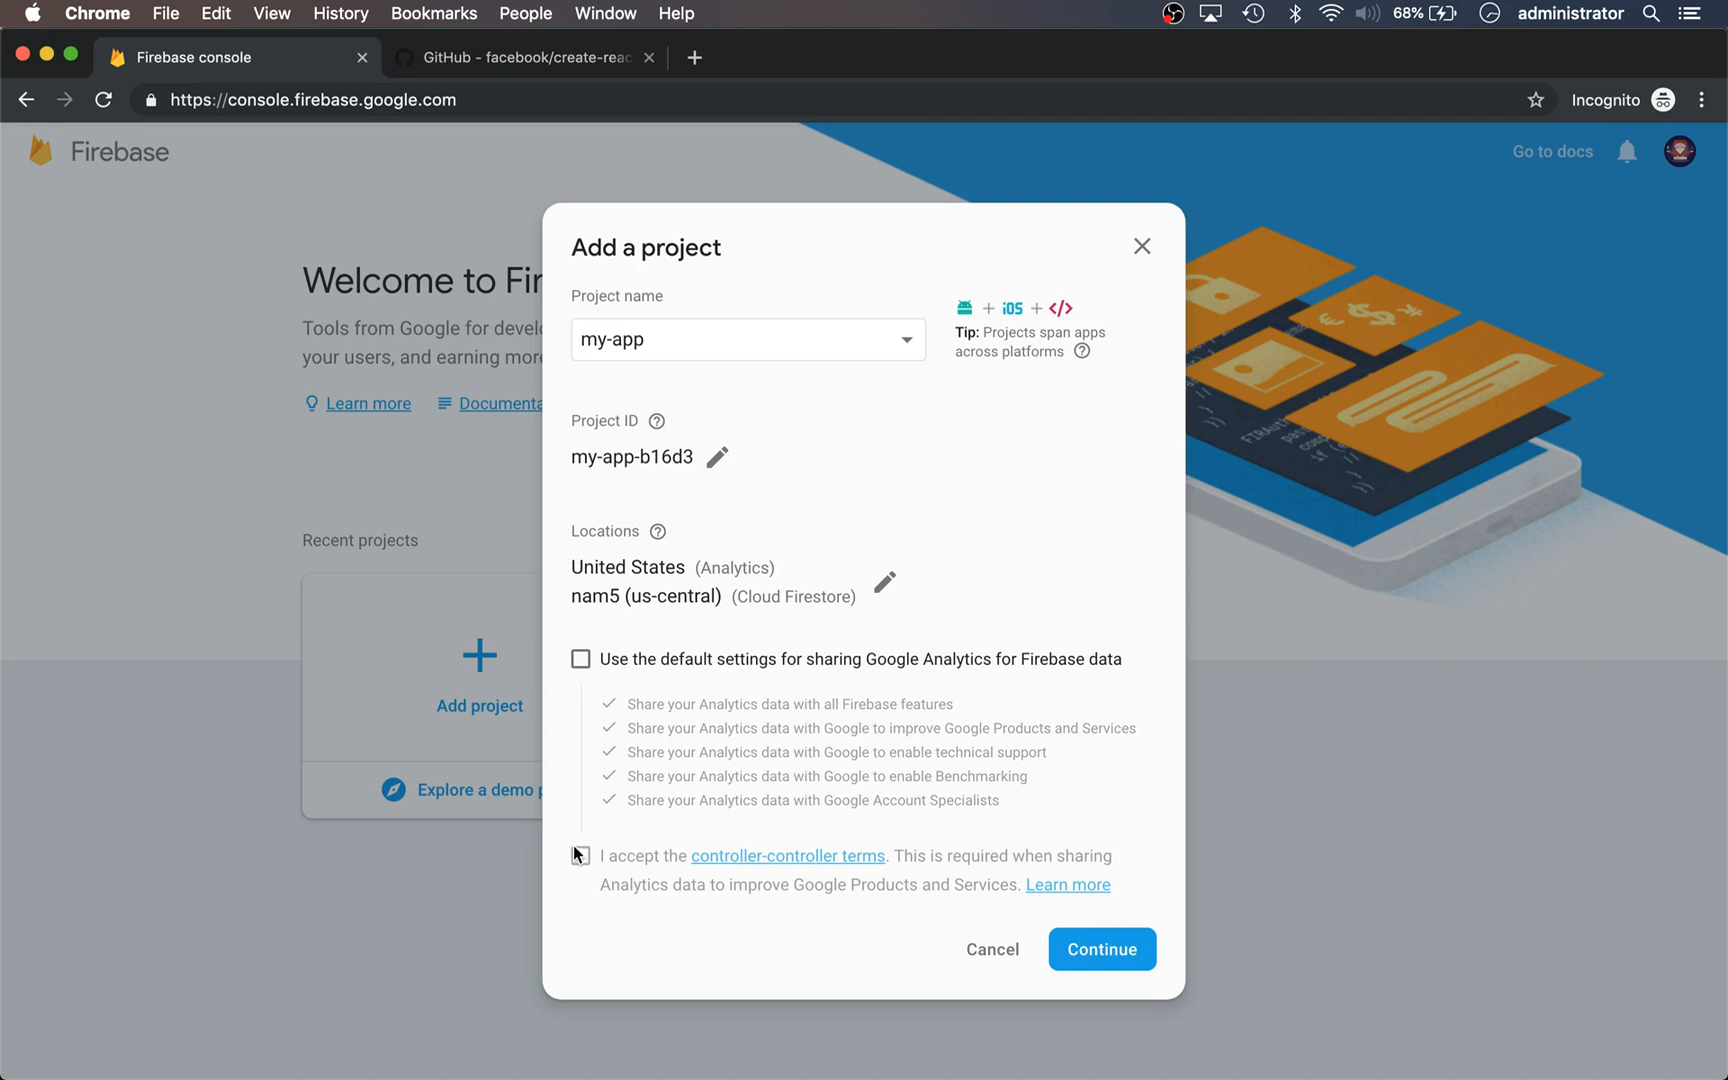 Chrome File Edit View History Bookmarks People Window Help 68% administrator
Firebase console GitHub - facebook/create-reac
https://console.firebase.google.com Incognito
Firebase Go to docs
Add a project
Welcome to Fir
Project name
Tools from Google for develo
your users, and earning more
my-app
+ iOS + </>
Tip: Projects span apps
across platforms
Learn more Documenta
Project ID
my-app-b16d3
Locations
Recent projects
United States (Analytics)
nam5 (us-central) (Cloud Firestore)
Use the default settings for sharing Google Analytics for Firebase data
Add project
Share your Analytics data with all Firebase features
Share your Analytics data with Google to improve Google Products and Services
Share your Analytics data with Google to enable technical support
Share your Analytics data with Google to enable Benchmarking
Share your Analytics data with Google Account Specialists
Explore a demo p
I accept the controller-controller terms. This is required when sharing
Analytics data to improve Google Products and Services. Learn more
Cancel Continue